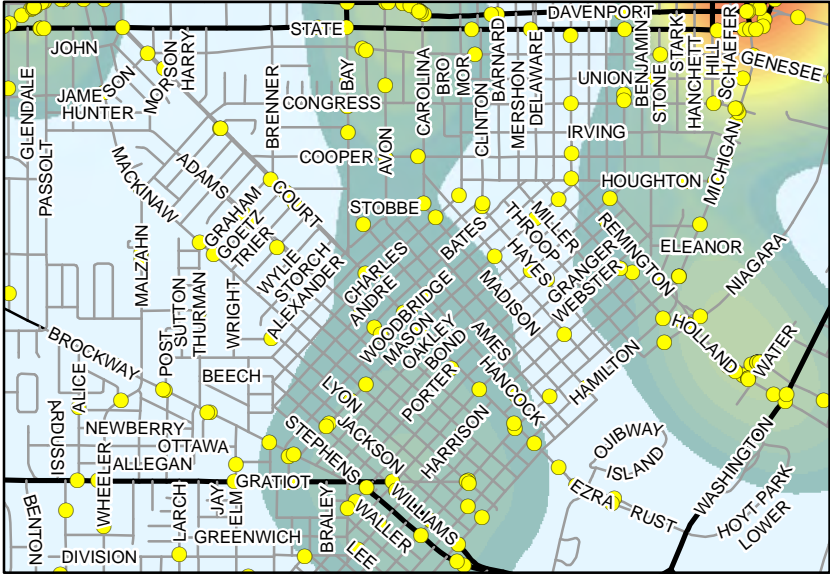 DAVENPORT
STATE
JOHN
JAMESON
MORSON
HARRY
HUNTER
GLENDALE
PASSOLT
BRENNER
BAY
CONGRESS
COOPER
AVON
CAROLINA
BRO
MOR
CLINTON
BARNARD
MERSHON
DELAWARE
UNION
BENJAMIN
STONE
STARK
HANCHETT
HILL
SCHAEFER
GENESEE
IRVING
HOUGHTON
MICHIGAN
MACKINAW
ADAMS
COURT
GRAHAM
GOETZ
TRIER
STOBBE
WYLIE
STORCH
ALEXANDER
CHARLES
ANDRE
BATES
THROOP
MILLER
HAYES
GRANGER
WEBSTER
REMINGTON
ELEANOR
NIAGARA
MALZAHN
SUTTON
THURMAN
WRIGHT
POST
BROCKWAY
BEECH
WOODBRIDGE
MASON
OAKLEY
BOND
PORTER
MADISON
AMES
HANCOCK
HAMILTON
HOLLAND
WATER
LYON
JACKSON
STEPHENS
HARRISON
ARDUSSI
ALICE
NEWBERRY
OTTAWA
ALLEGAN
WHEELER
GRATIOT
JAY
ELM
LARCH
GREENWICH
BENTON
DIVISION
BRALEY
WALLER
WILLIAMS
LEE
OJIBWAY
ISLAND
EZRA
RUST
WASHINGTON
HOYT-PARK
LOWER